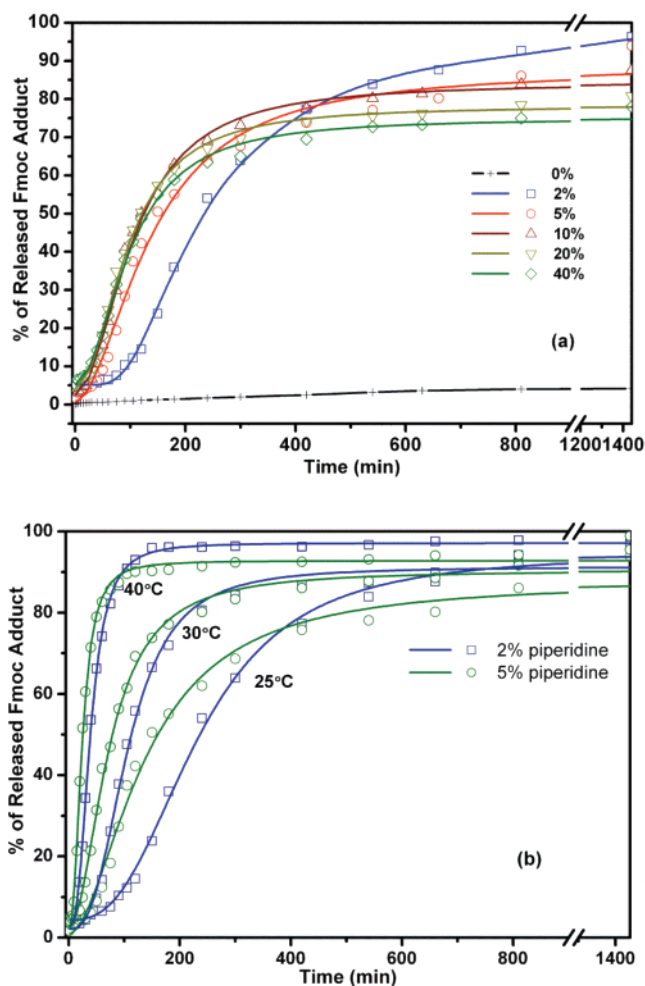 100
90
80
70
60
50
40
30
20
10
0
% of Released Fmoc Adduct
0%
2%
5%
10%
20%
40%
(a)
0 200 400 600 800 1200 1400
Time (min)
100
80
60
40
20
0
% of Released Fmoc Adduct
40°C
30°C
25°C
2% piperidine
5% piperidine
(b)
0 200 400 600 800 1400
Time (min)